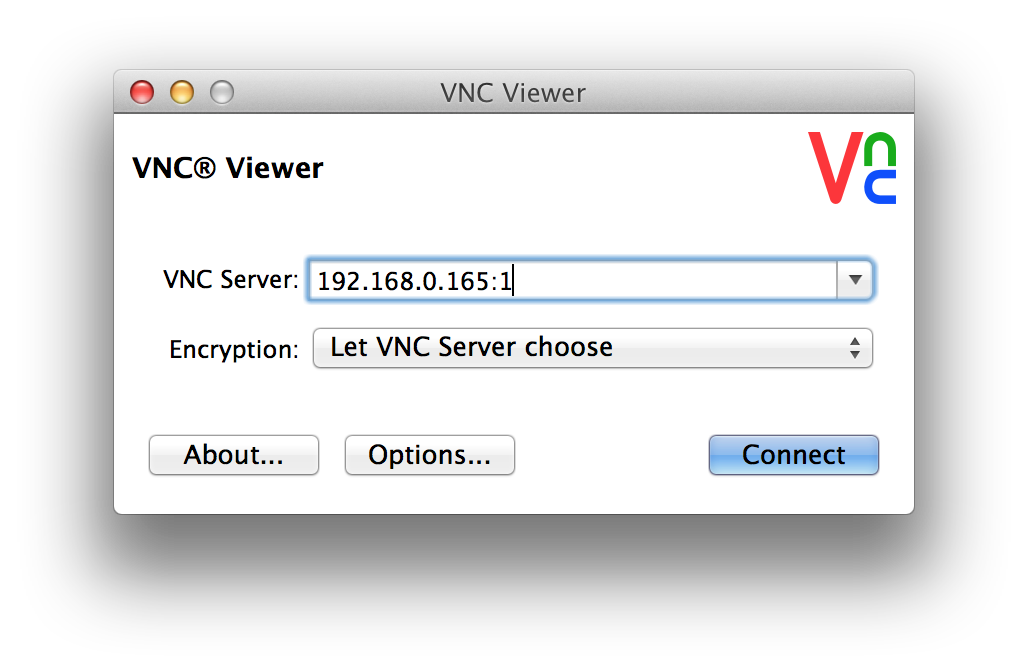 VNC Viewer
VNC® Viewer
Vnc
VNC Server: 192.168.0.165:1
Encryption: Let VNC Server choose
About... Options... Connect